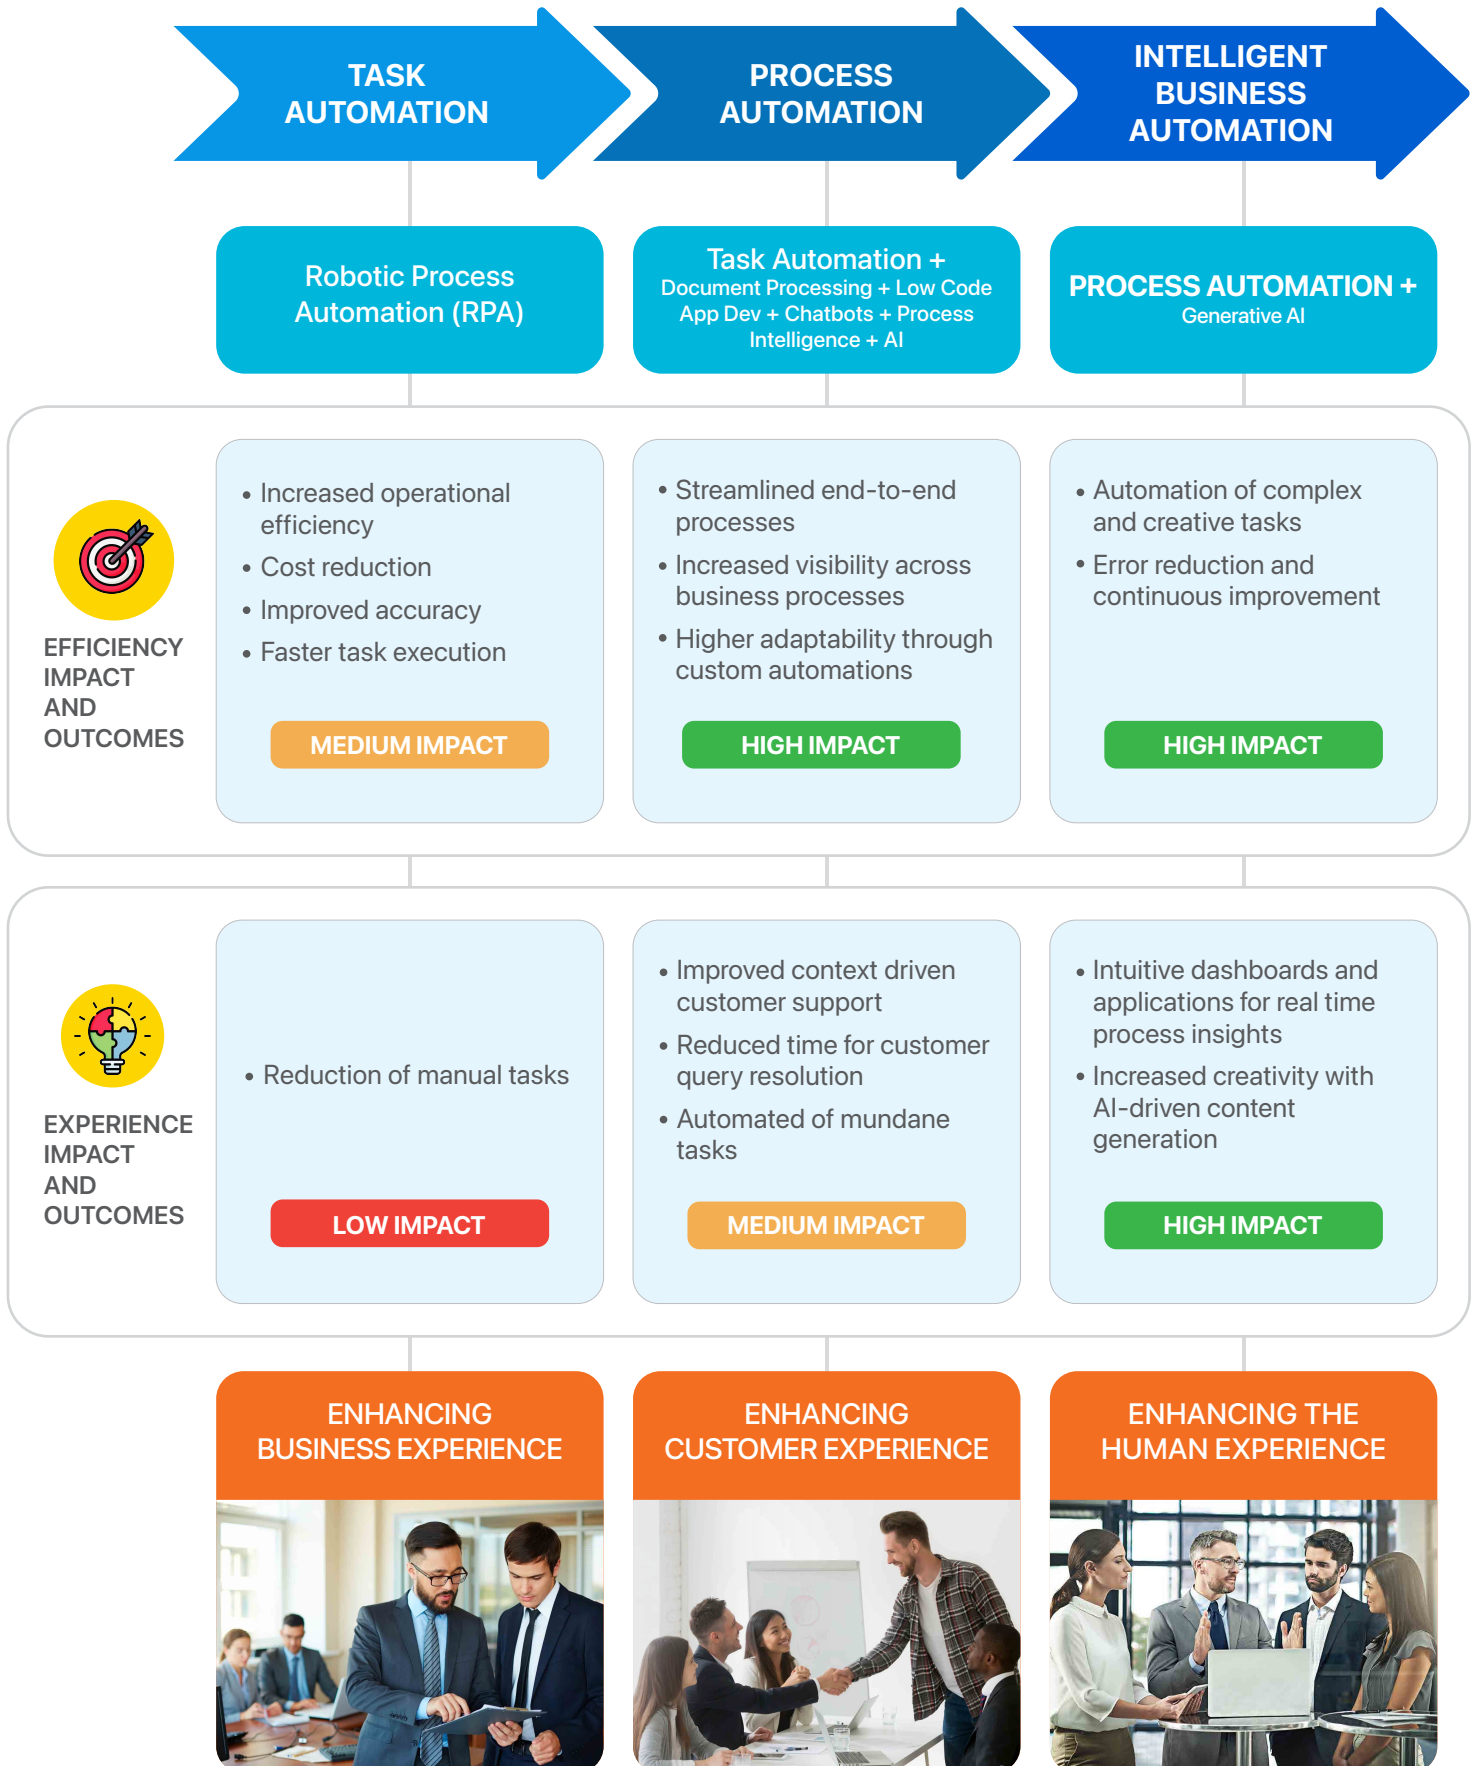 TASK
AUTOMATION
PROCESS
AUTOMATION
INTELLIGENT
BUSINESS
AUTOMATION
Robotic Process
Automation (RPA)
Task Automation +
Document Processing + Low Code
App Dev + Chatbots + Process
Intelligence + AI
PROCESS AUTOMATION +
Generative AI
EFFICIENCY
IMPACT
AND
OUTCOMES
• Increased operational
efficiency
• Cost reduction
• Improved accuracy
• Faster task execution
MEDIUM IMPACT
• Streamlined end-to-end
processes
• Increased visibility across
business processes
• Higher adaptability through
custom automations
HIGH IMPACT
• Automation of complex
and creative tasks
• Error reduction and
continuous improvement
HIGH IMPACT
EXPERIENCE
IMPACT
AND
OUTCOMES
• Reduction of manual tasks
LOW IMPACT
• Improved context driven
customer support
• Reduced time for customer
query resolution
• Automated of mundane
tasks
MEDIUM IMPACT
• Intuitive dashboards and
applications for real time
process insights
• Increased creativity with
AI-driven content
generation
HIGH IMPACT
ENHANCING
BUSINESS EXPERIENCE
ENHANCING
CUSTOMER EXPERIENCE
ENHANCING THE
HUMAN EXPERIENCE